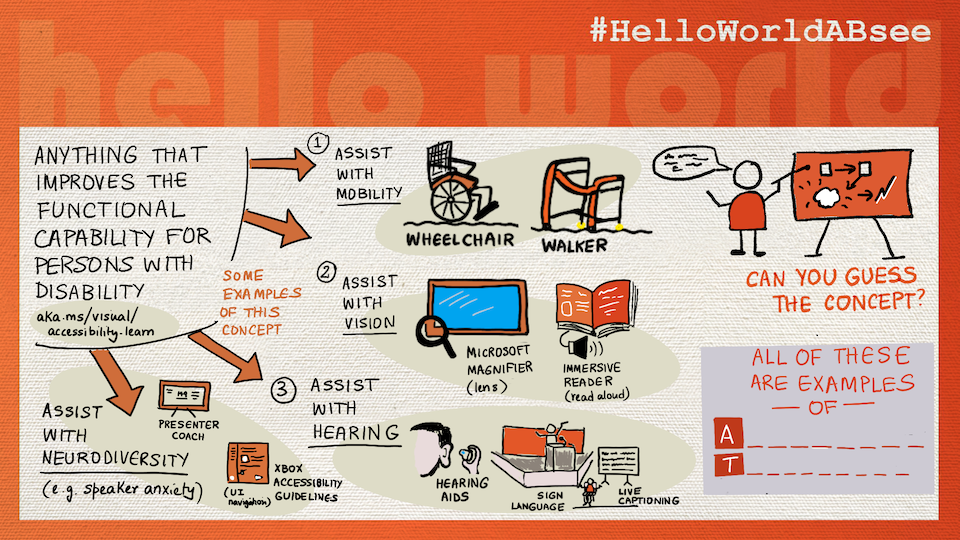 hello world
#HelloWorldABsee
ANYTHING THAT
IMPROVES THE
FUNCTIONAL
CAPABILITY FOR
PERSONS WITH
DISABILITY
aka.ms/visual/
accessibility-learn
SOME
EXAMPLES
OF THIS
CONCEPT
1
ASSIST
WITH
MOBILITY
WHEELCHAIR
WALKER
2
ASSIST
WITH
VISION
MICROSOFT
MAGNIFIER
(lens)
IMMERSIVE
READER
(read aloud)
3
ASSIST
WITH
HEARING
HEARING
AIDS
SIGN
LANGUAGE
LIVE
CAPTIONING
ASSIST
WITH
NEURODIVERSITY
(e.g. speaker anxiety)
PRESENTER
COACH
(UI
navigation)
XBOX
ACCESSIBILITY
GUIDELINES
CAN YOU GUESS
THE CONCEPT?
ALL OF THESE
ARE EXAMPLES
— OF —
A _ _ _ _ _ _ _ _ _
T _ _ _ _ _ _ _ _ _